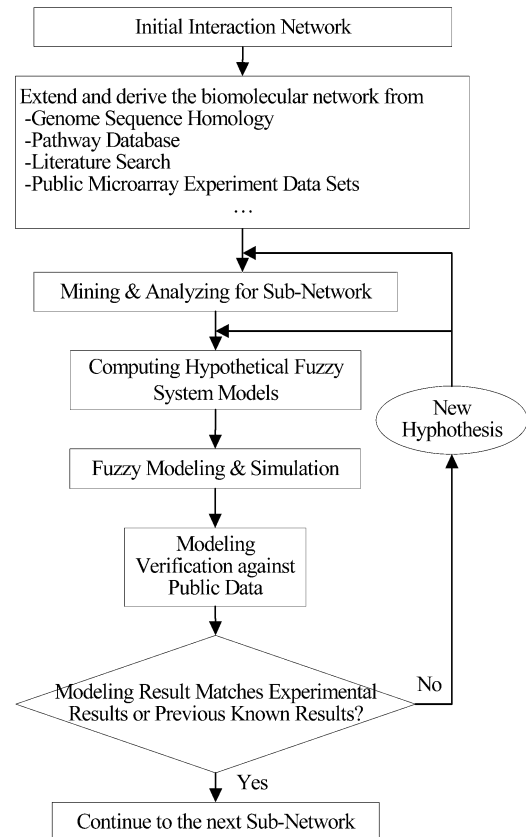 Initial Interaction Network
Extend and derive the biomolecular network from
-Genome Sequence Homology
-Pathway Database
-Literature Search
-Public Microarray Experiment Data Sets
…
Mining & Analyzing for Sub-Network
Computing Hypothetical Fuzzy
System Models
New
Hyphothesis
Fuzzy Modeling & Simulation
Modeling
Verification against
Public Data
Modeling Result Matches Experimental
Results or Previous Known Results?
No
Yes
Continue to the next Sub-Network